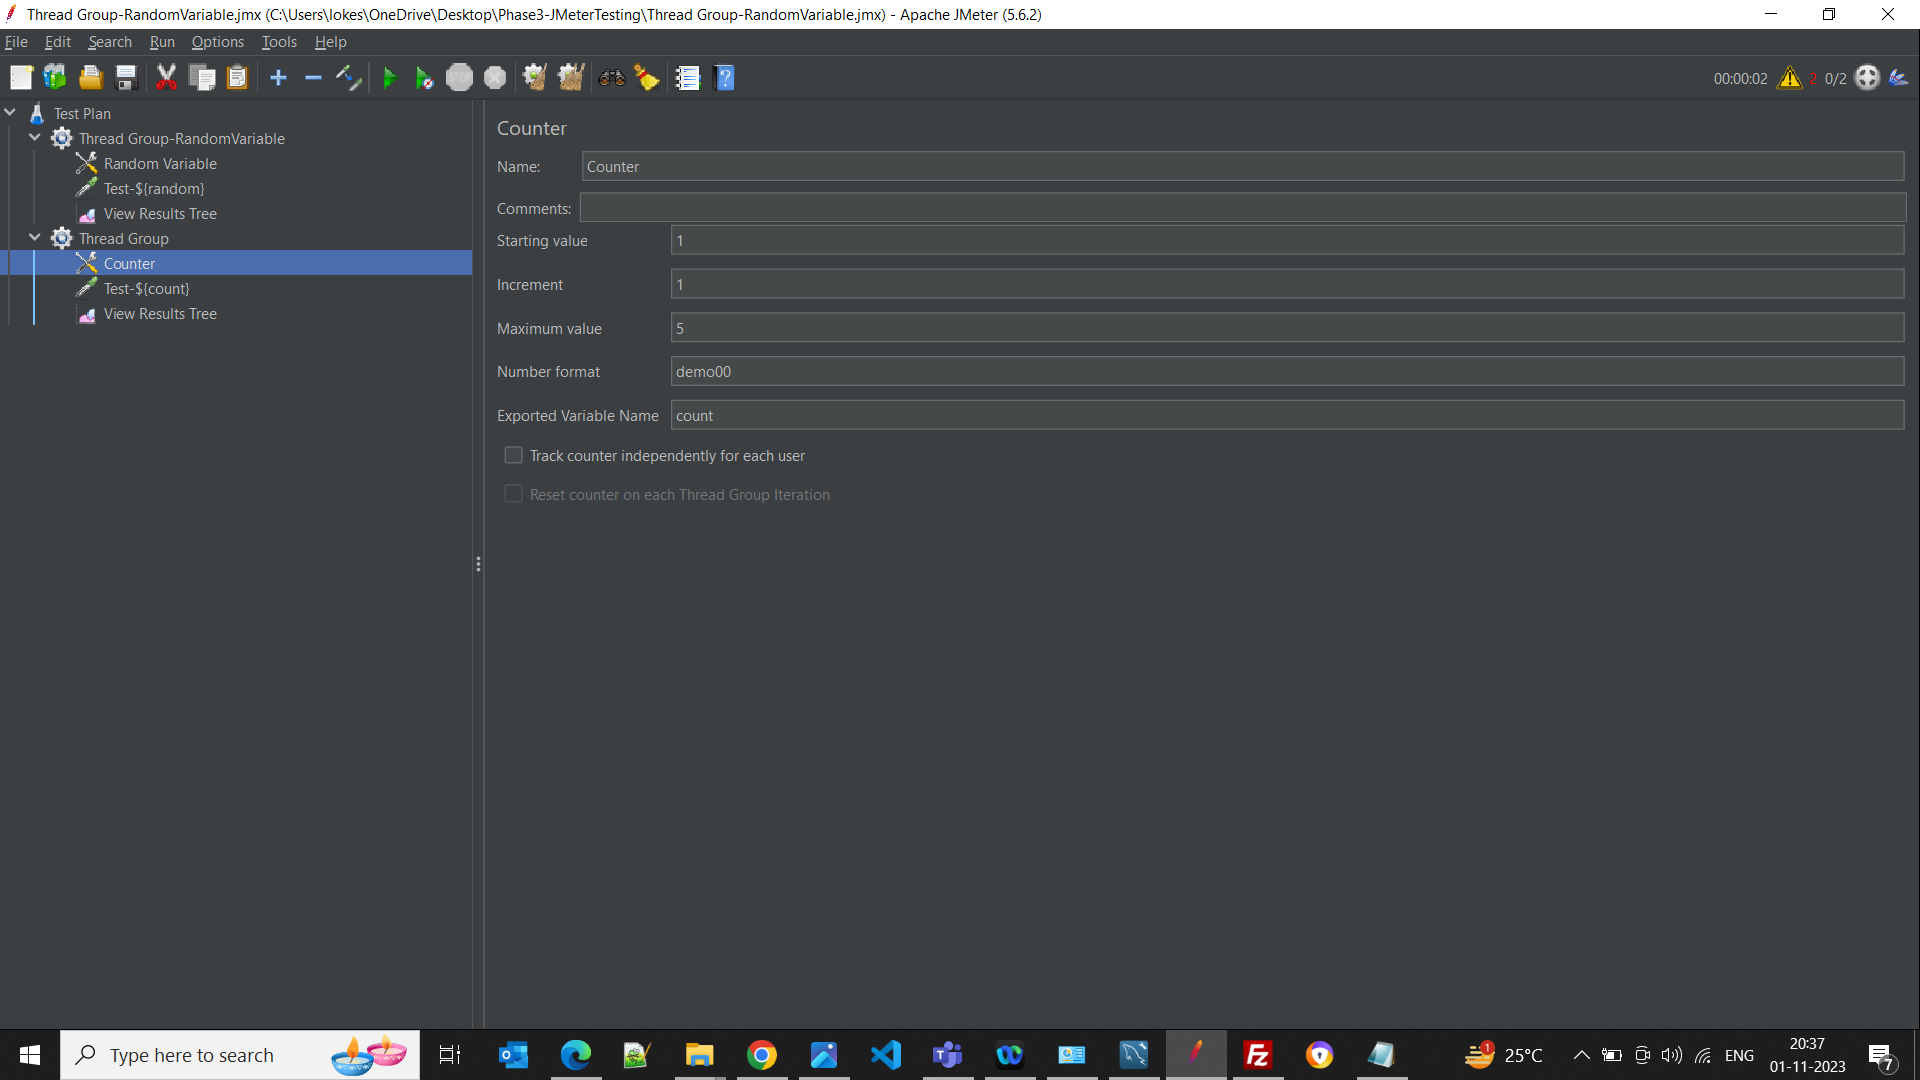 Thread Group-RandomVariable.jmx (C:\Users\lokes\OneDrive\Desktop\Phase3-JMeterTesting\Thread Group-RandomVariable.jmx) - Apache JMeter (5.6.2)
File Edit Search Run Options Tools Help
STOP
00:00:02 2 0/2
Test Plan
Thread Group-RandomVariable
Random Variable
Test-${random}
View Results Tree
Thread Group
Counter
Test-${count}
View Results Tree
Counter
Name: Counter
Comments:
Starting value 1
Increment 1
Maximum value 5
Number format demo00
Exported Variable Name count
Track counter independently for each user
Reset counter on each Thread Group Iteration
Type here to search
1
25°C
ENG
20:37
01-11-2023
7